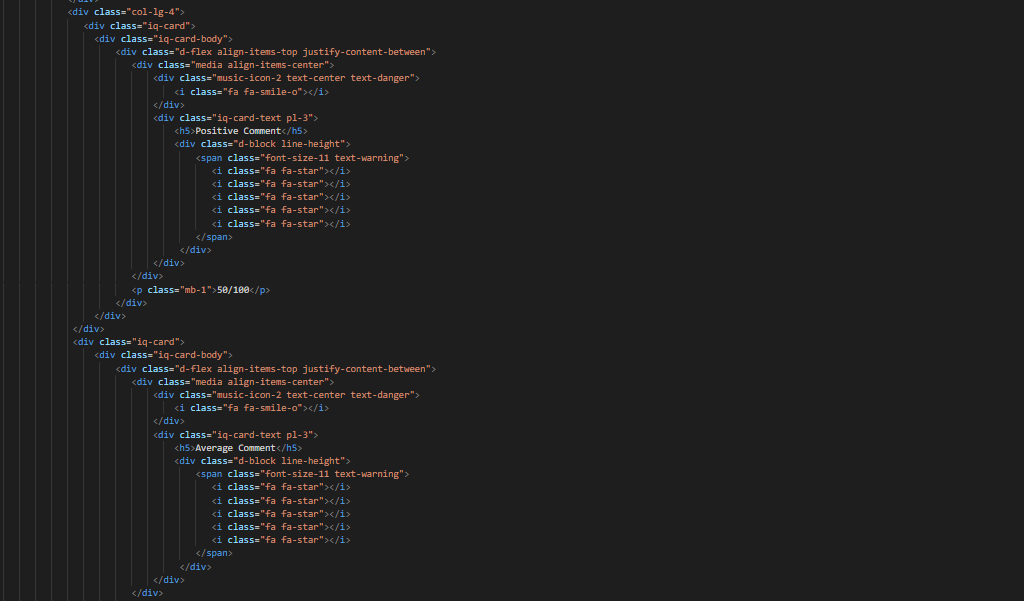 </div>
<div class="col-lg-4">
<div class="iq-card">
<div class="iq-card-body">
<div class="d-flex align-items-top justify-content-between">
<div class="media align-items-center">
<div class="music-icon-2 text-center text-danger">
<i class="fa fa-smile-o"></i>
</div>
<div class="iq-card-text pl-3">
<h5>Positive Comment</h5>
<div class="d-block line-height">
<span class="font-size-11 text-warning">
<i class="fa fa-star"></i>
<i class="fa fa-star"></i>
<i class="fa fa-star"></i>
<i class="fa fa-star"></i>
<i class="fa fa-star"></i>
</span>
</div>
</div>
</div>
<p class="mb-1">50/100</p>
</div>
</div>
</div>
<div class="iq-card">
<div class="iq-card-body">
<div class="d-flex align-items-top justify-content-between">
<div class="media align-items-center">
<div class="music-icon-2 text-center text-danger">
<i class="fa fa-smile-o"></i>
</div>
<div class="iq-card-text pl-3">
<h5>Average Comment</h5>
<div class="d-block line-height">
<span class="font-size-11 text-warning">
<i class="fa fa-star"></i>
<i class="fa fa-star"></i>
<i class="fa fa-star"></i>
<i class="fa fa-star"></i>
<i class="fa fa-star"></i>
</span>
</div>
</div>
</div>